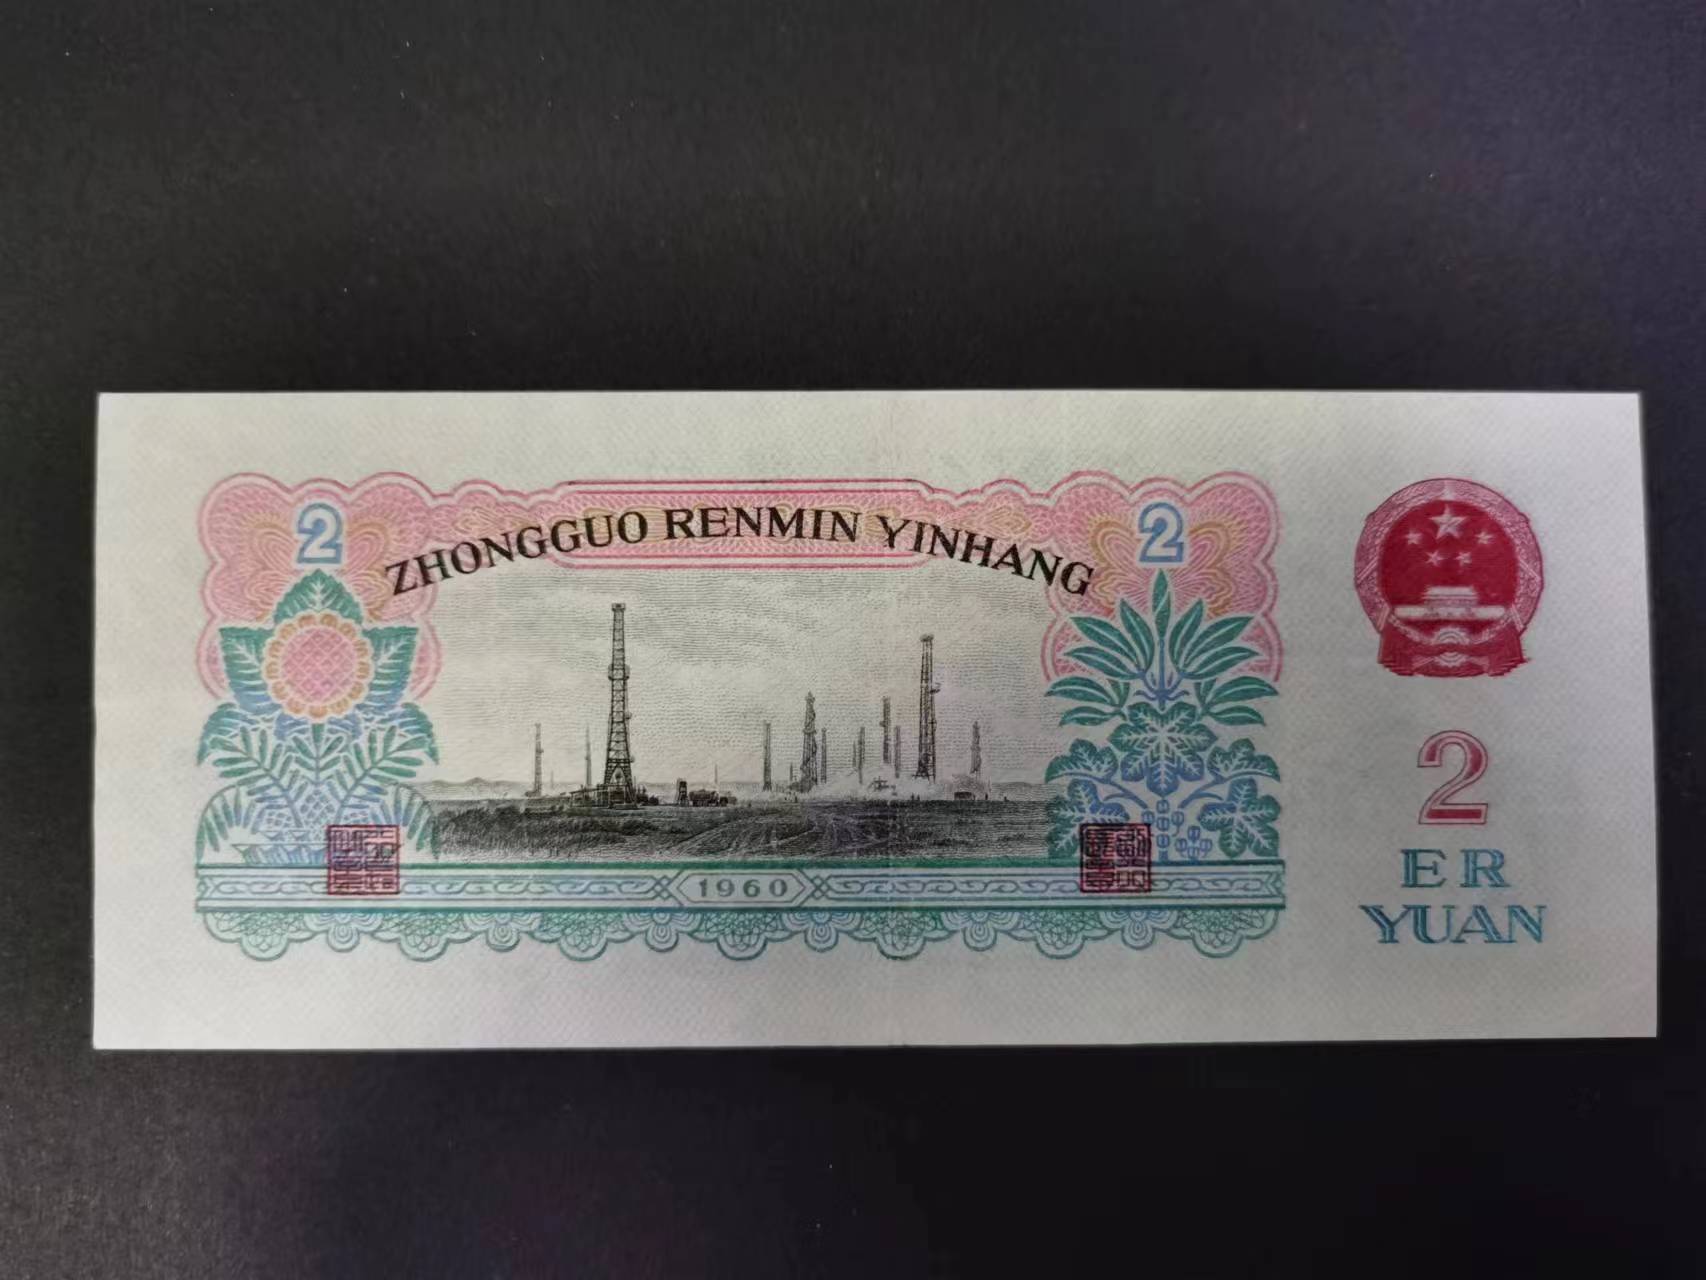 2
ZHONGGUO RENMIN YINHANG
2
1960
2
ER
YUAN